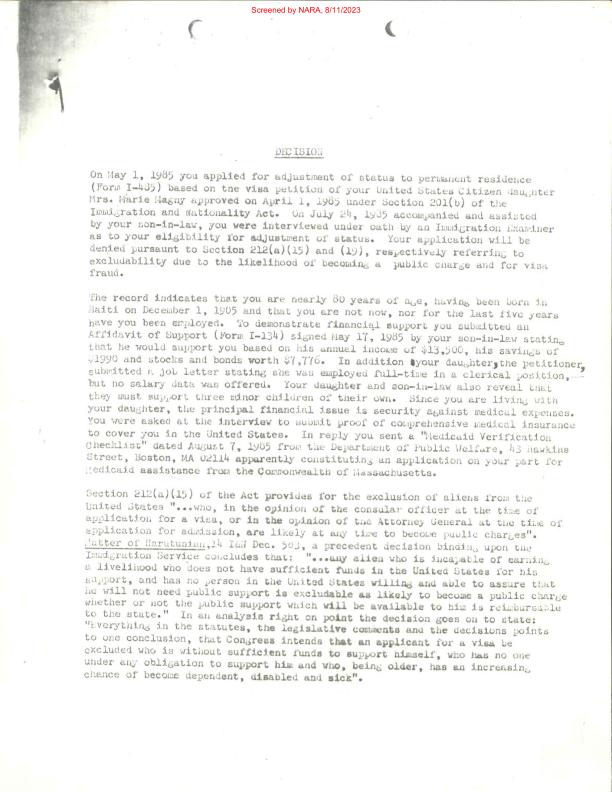 Screened by NARA, 8/11/2023
DECISION
On May 1, 1985 you applied for adjustment of status to permanent residence
(Form I-485) based on the visa petition of your United States Citizen daughter
Mrs. Marie Magny approved on April 1, 1985 under Section 201(b) of the
Immigration and Nationality Act. On July 24, 1985 accompanied and assisted
by your son-in-law, you were interviewed under oath by an Immigration Examiner
as to your eligibility for adjustment of status. Your application will be
denied pursuant to Section 212(a)(15) and (19), respectively referring to
excludability due to the likelihood of becoming a public charge and for visa
fraud.
The record indicates that you are nearly 80 years of age, having been born in
Haiti on December 1, 1905 and that you are not now, nor for the last five years
have you been employed. To demonstrate financial support you submitted an
Affidavit of Support (Form I-134) signed May 17, 1985 by your son-in-law stating
that he would support you based on his annual income of $13,500, his savings of
$1990 and stocks and bonds worth $7,776. In addition your daughter, the petitioner,
submitted a job letter stating she was employed full-time in a clerical position,
but no salary data was offered. Your daughter and son-in-law also reveal that
they must support three minor children of their own. Since you are living with
your daughter, the principal financial issue is security against medical expenses.
You were asked at the interview to submit proof of comprehensive medical insurance
to cover you in the United States. In reply you sent a "Medicaid Verification
Checklist" dated August 7, 1985 from the Department of Public Welfare, 43 Hawkins
Street, Boston, MA 02114 apparently constituting an application on your part for
Medicaid assistance from the Commonwealth of Massachusetts.
Section 212(a)(15) of the Act provides for the exclusion of aliens from the
United States "...who, in the opinion of the consular officer at the time of
application for a visa, or in the opinion of the Attorney General at the time of
application for admission, are likely at any time to become public charges".
Matter of Harutunian,14 I&N Dec. 583, a precedent decision binding upon the
Immigration Service concludes that: "...any alien who is incapable of earning
a livelihood who does not have sufficient funds in the United States for his
support, and has no person in the United States willing and able to assure that
he will not need public support is excludable as likely to become a public charge
whether or not the public support which will be available to him is reimbursable
to the state." In an analysis right on point the decision goes on to state:
"Everything in the statutes, the legislative comments and the decisions points
to one conclusion, that Congress intends that an applicant for a visa be
excluded who is without sufficient funds to support himself, who has no one
under any obligation to support him and who, being older, has an increasing
chance of become dependent, disabled and sick".